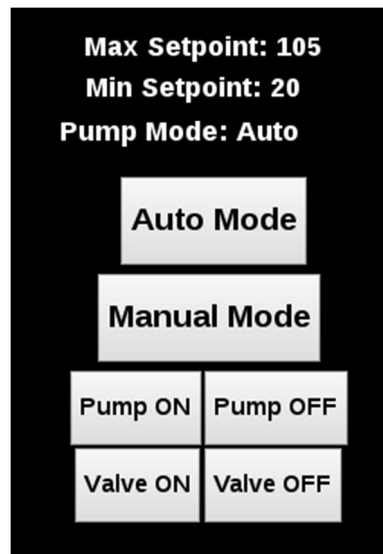 Max Setpoint: 105
Min Setpoint: 20
Pump Mode: Auto
Auto Mode
Manual Mode
Pump ON Pump OFF
Valve ON Valve OFF